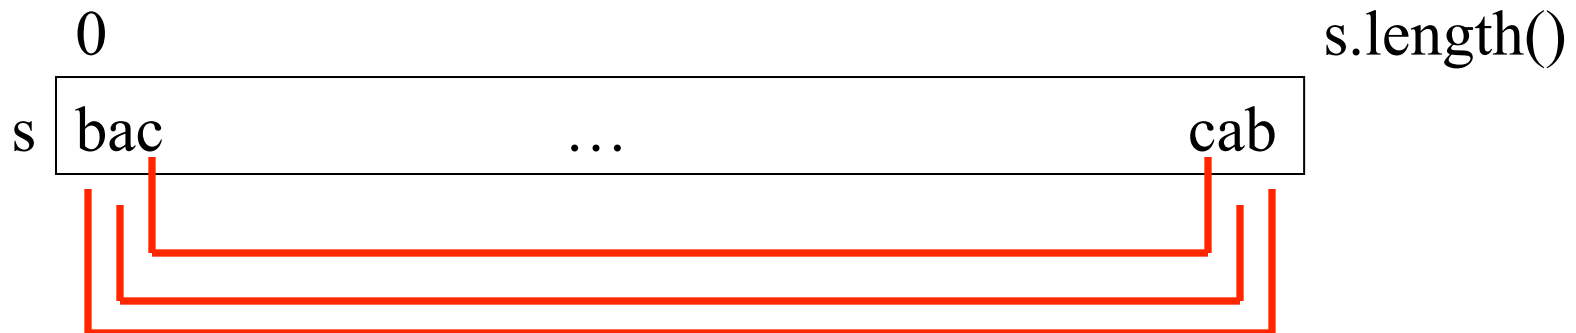 0 s.length()
s bac … cab